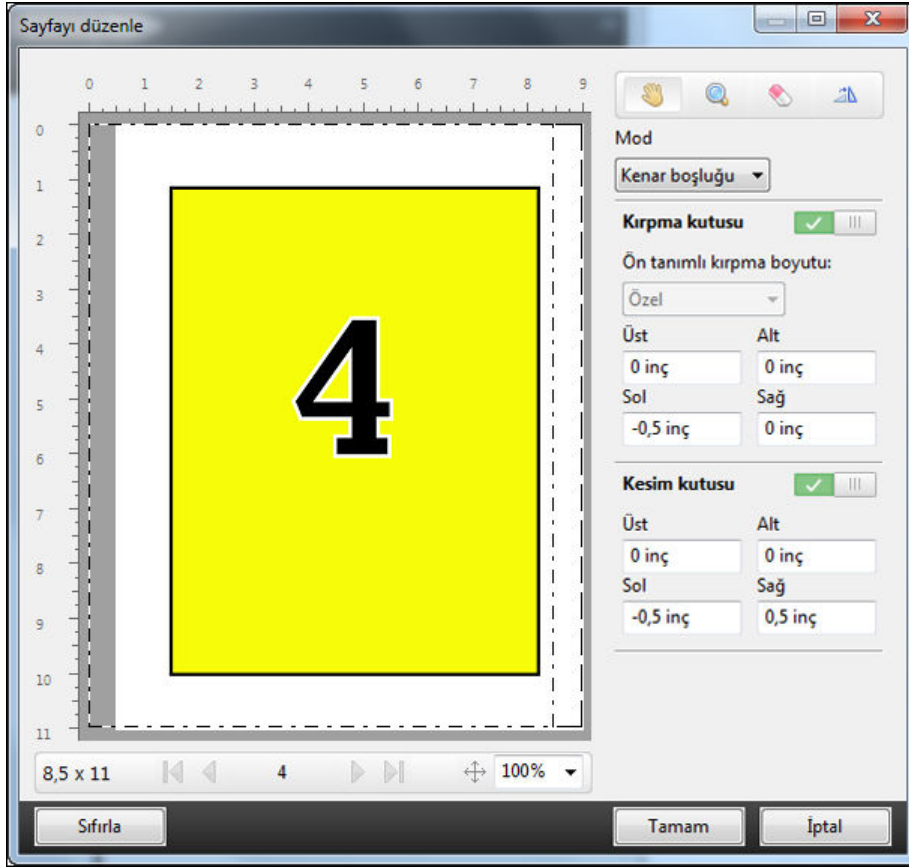 Sayfayı düzenle
0 1 2 3 4 5 6 7 8 9
0
1
2
3
4
5
6
7
8
9
10
11
4
Mod
Kenar boşluğu
Kırpma kutusu
Ön tanımlı kırpma boyutu:
Özel
Üst Alt
0 inç 0 inç
Sol Sağ
-0,5 inç 0 inç
Kesim kutusu
Üst Alt
0 inç 0 inç
Sol Sağ
-0,5 inç 0,5 inç
8,5 x 11 4 100%
Sıfırla Tamam İptal